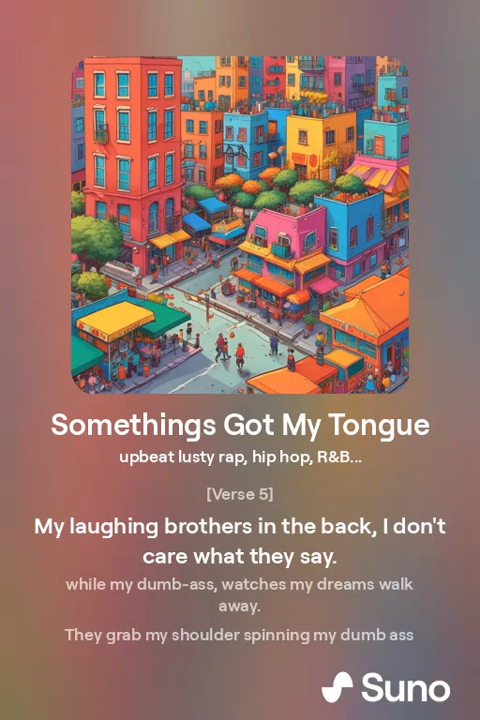 Somethings Got My Tongue
upbeat lusty rap, hip hop, R&B...
[Verse 5]
My laughing brothers in the back, I don't
care what they say.
while my dumb-ass, watches my dreams walk
away.
They grab my shoulder spinning my dumb ass
Suno